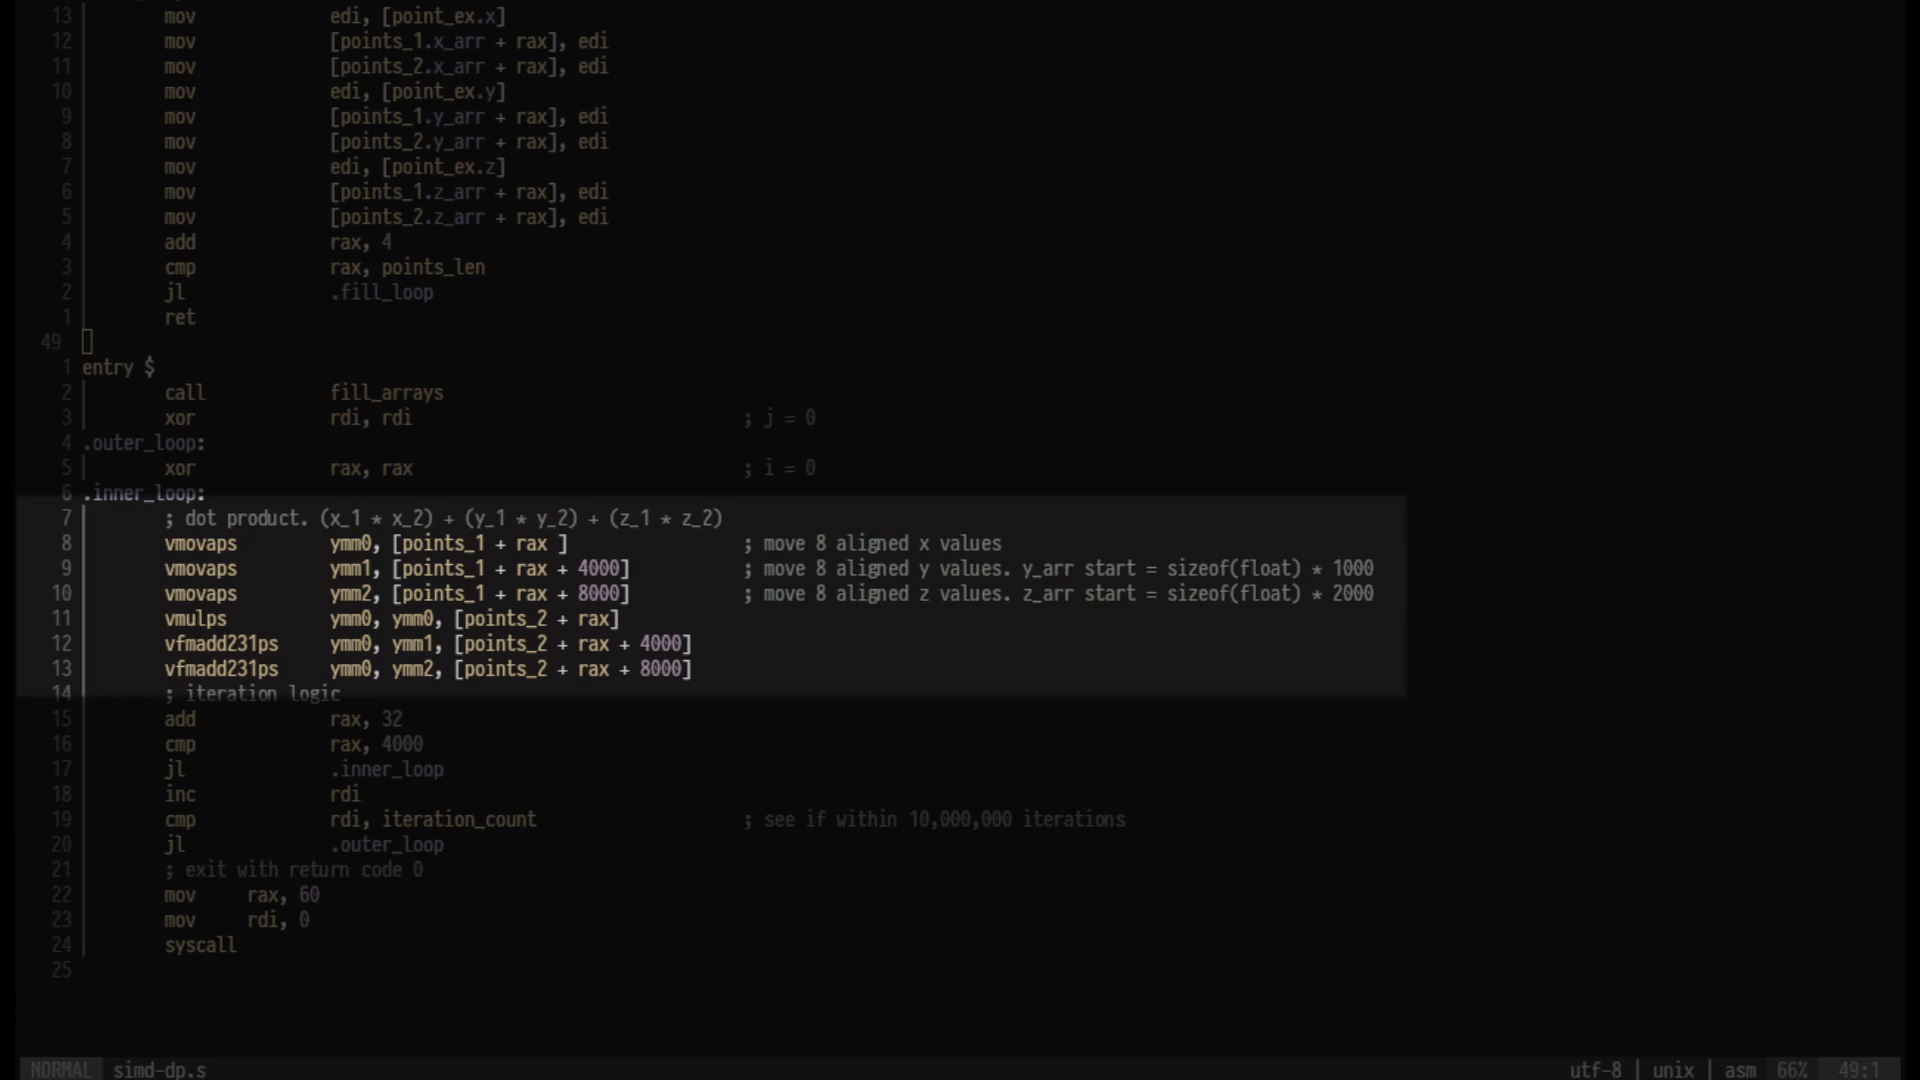 13 mov edi, [point_ex.x]
12 mov [points_1.x_arr + rax], edi
11 mov [points_2.x_arr + rax], edi
10 mov edi, [point_ex.y]
9 mov [points_1.y_arr + rax], edi
8 mov [points_2.y_arr + rax], edi
7 mov edi, [point_ex.z]
6 mov [points_1.z_arr + rax], edi
5 mov [points_2.z_arr + rax], edi
4 add rax, 4
3 cmp rax, points_len
2 jl .fill_loop
1 ret
49
1 entry $
2 call fill_arrays
3 xor rdi, rdi ; j = 0
4 .outer_loop:
5 xor rax, rax ; i = 0
6 .inner_loop:
7 ; dot product. (x_1 * x_2) + (y_1 * y_2) + (z_1 * z_2)
8 vmovaps ymm0, [points_1 + rax ] ; move 8 aligned x values
9 vmovaps ymm1, [points_1 + rax + 4000] ; move 8 aligned y values. y_arr start = sizeof(float) * 1000
10 vmovaps ymm2, [points_1 + rax + 8000] ; move 8 aligned z values. z_arr start = sizeof(float) * 2000
11 vmulps ymm0, ymm0, [points_2 + rax]
12 vfmadd231ps ymm0, ymm1, [points_2 + rax + 4000]
13 vfmadd231ps ymm0, ymm2, [points_2 + rax + 8000]
14 ; iteration logic
15 add rax, 32
16 cmp rax, 4000
17 jl .inner_loop
18 inc rdi
19 cmp rdi, iteration_count ; see if within 10,000,000 iterations
20 jl .outer_loop
21 ; exit with return code 0
22 mov rax, 60
23 mov rdi, 0
24 syscall
25
NORMAL simd-dp.s utf-8 | unix | asm 66% 49:1